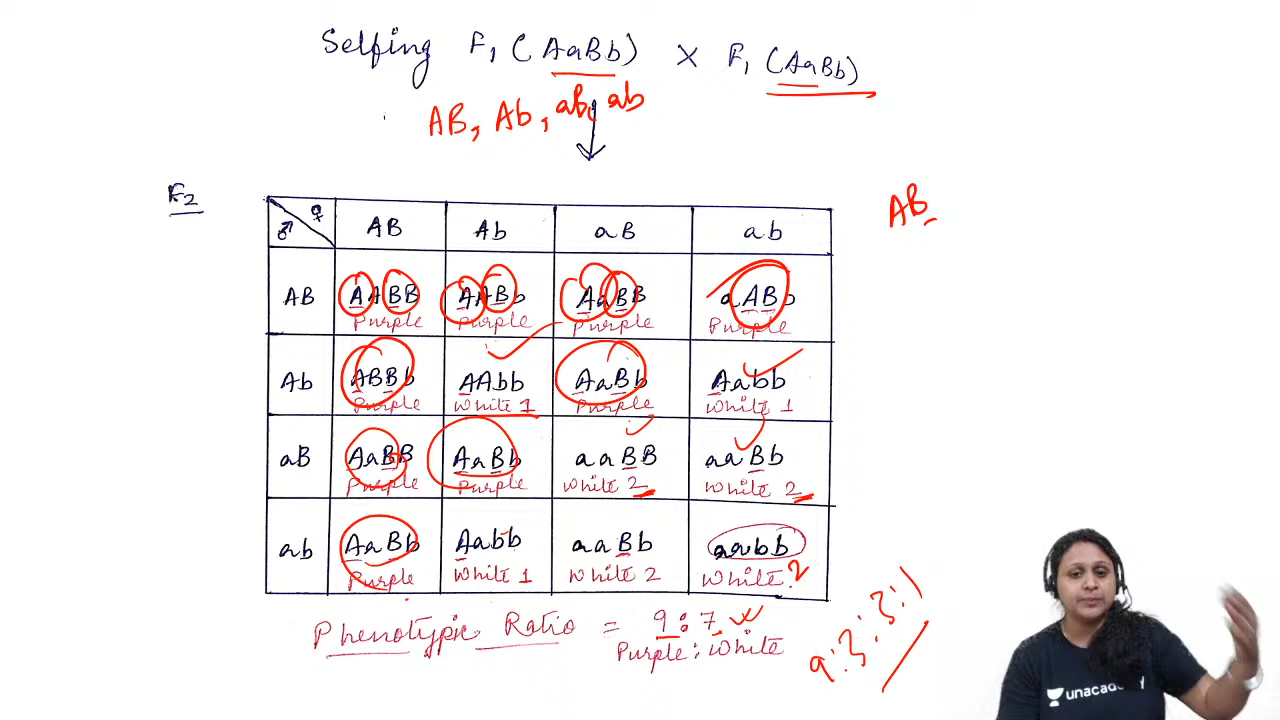 Selfing F₁ (AaBb) × F₁ (AaBb)
AB, Ab, aB, ab
F₂
♂ ♀ AB Ab aB ab
AB
AB AABB AABb AaBB aABb
Purple Purple Purple Purple
Ab ABBb AAbb AaBb Aabb
Purple White 1 Purple White 1
aB AaBB AaBb aaBB aaBb
Purple Purple White 2 White 2
ab AaBb Aabb aaBb aabb
Purple White 1 White 2 White 2
Phenotypic Ratio = 9:7
Purple : White
9:3:3:1
unacademy